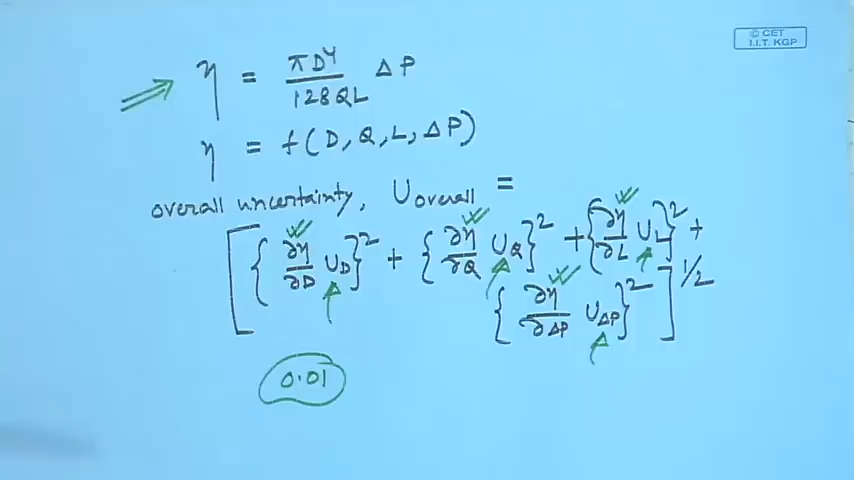 © CET
I.I.T. KGP
η = πD⁴/128QL ΔP
η = f(D, Q, L, ΔP)
overall uncertainty, U overall =
[{∂η/∂D U_D}² + {∂η/∂Q U_Q}² + {∂η/∂L U_L}² +
{∂η/∂ΔP U_ΔP}²]^1/2
0.01